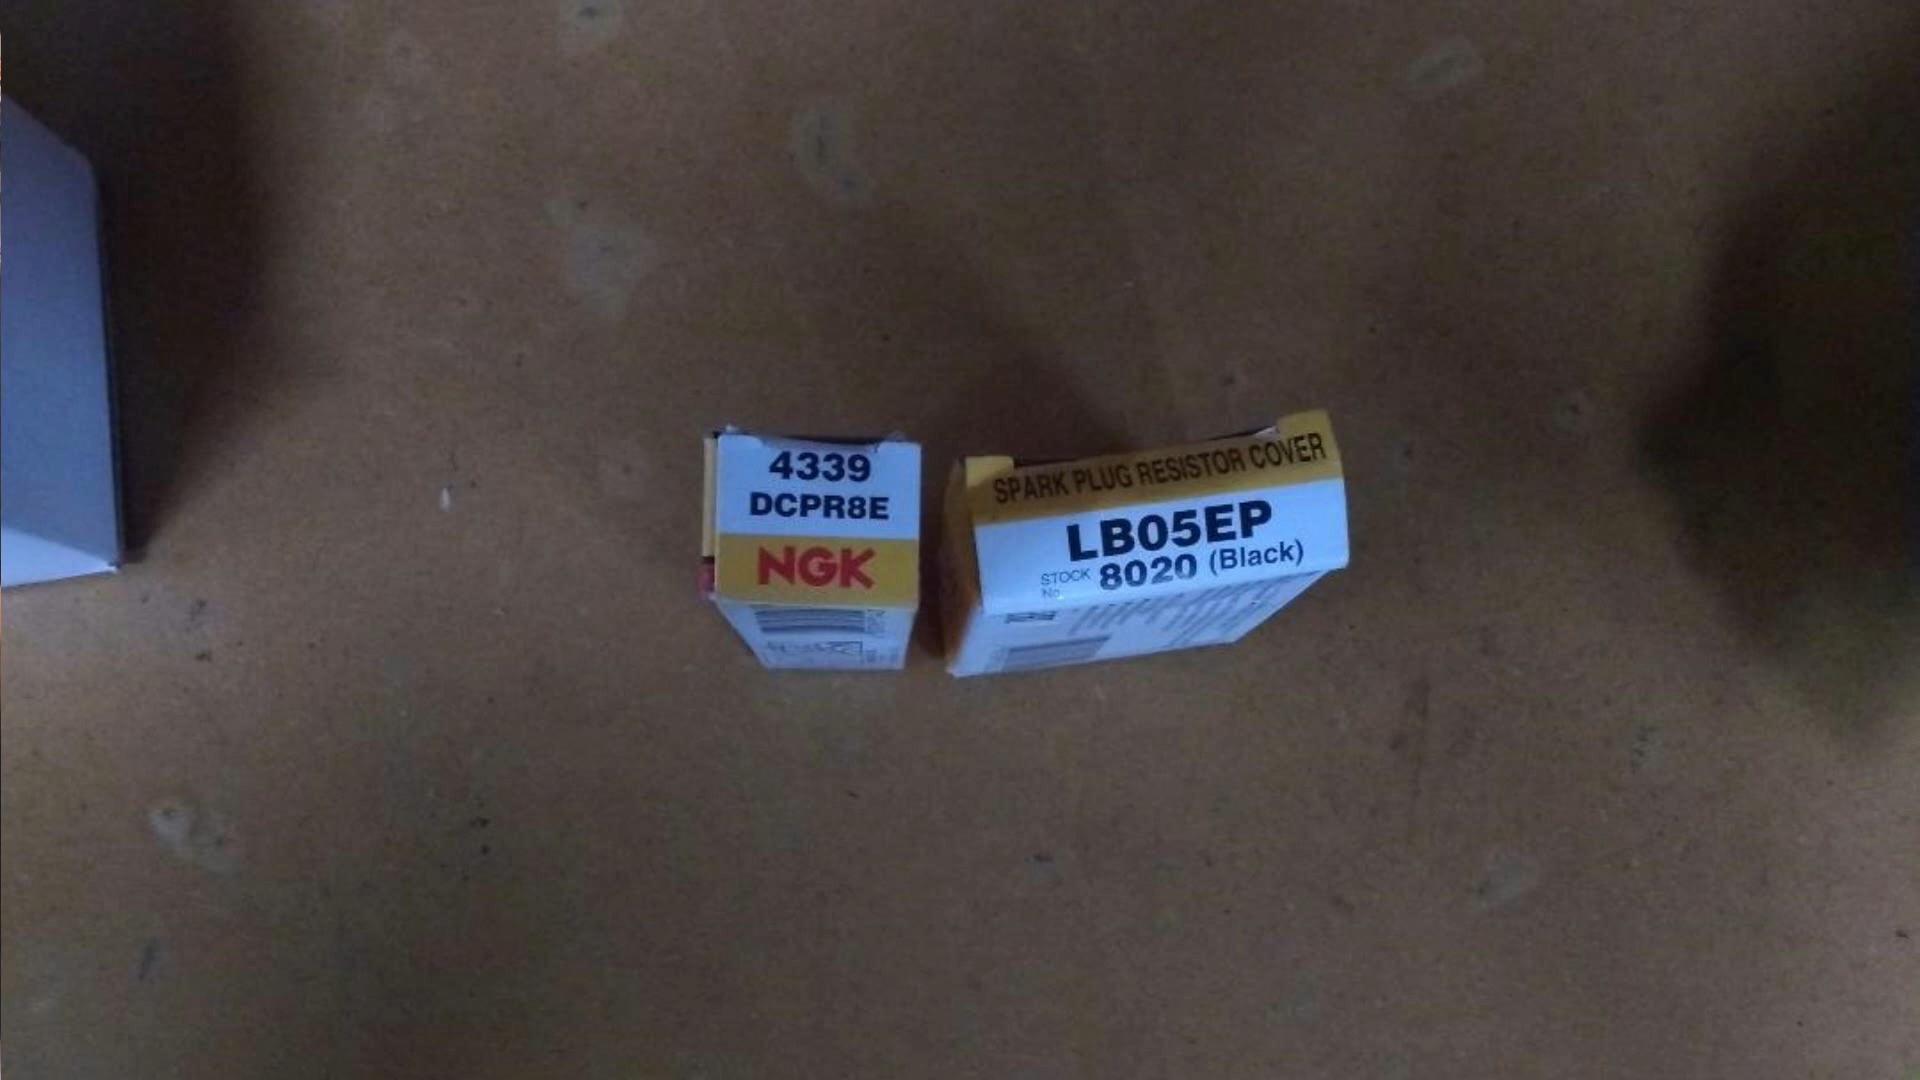 4339
DCPR8E
NGK
SPARK PLUG RESISTOR COVER
LB05EP
STOCK No. 8020 (Black)